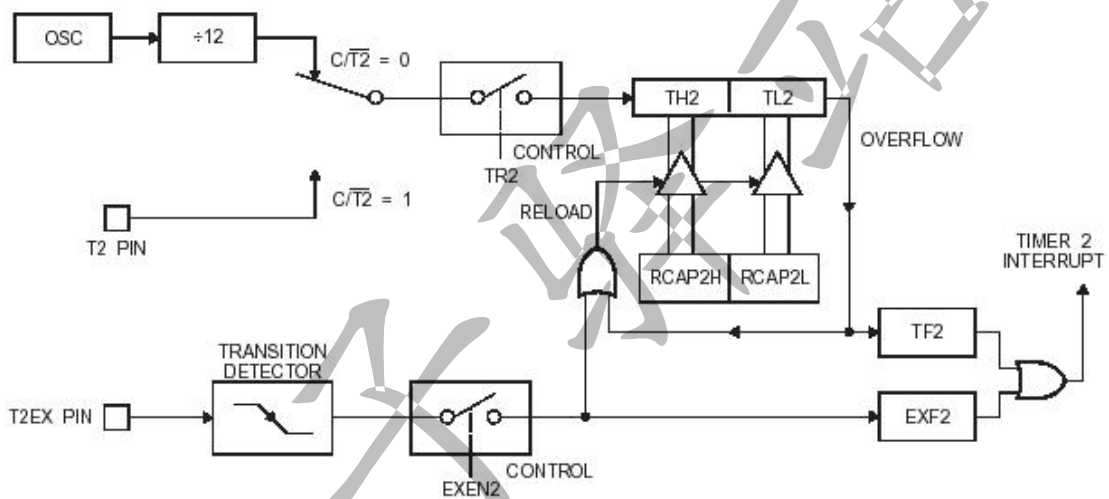 OSC
÷12
C/T2̅ = 0
TH2
TL2
OVERFLOW
CONTROL
TR2
C/T2̅ = 1
T2 PIN
RELOAD
RCAP2H
RCAP2L
TIMER 2
INTERRUPT
TF2
TRANSITION
DETECTOR
T2EX PIN
EXF2
CONTROL
EXEN2